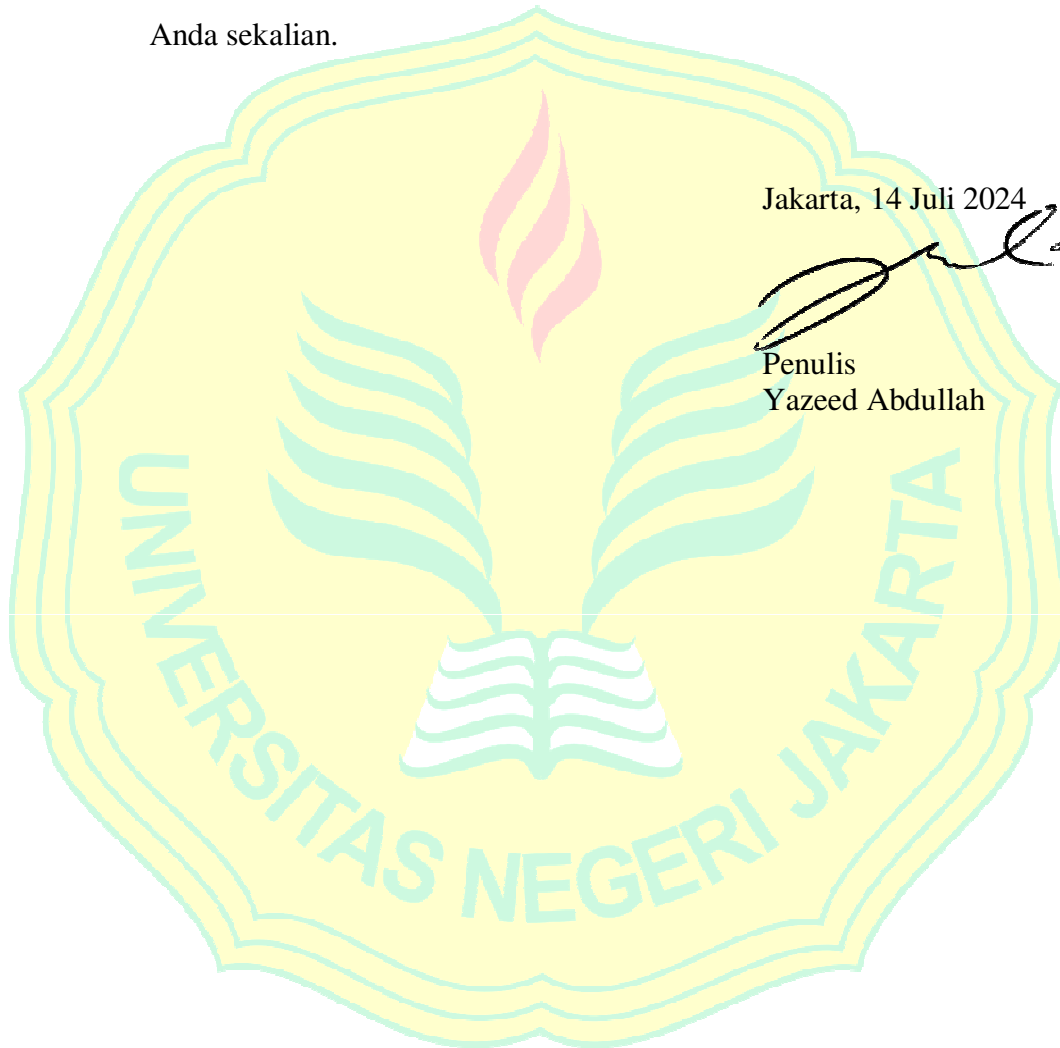 Anda sekalian.
Jakarta, 14 Juli 2024
Penulis
Yazeed Abdullah
UNIVERSITAS NEGERI JAKARTA